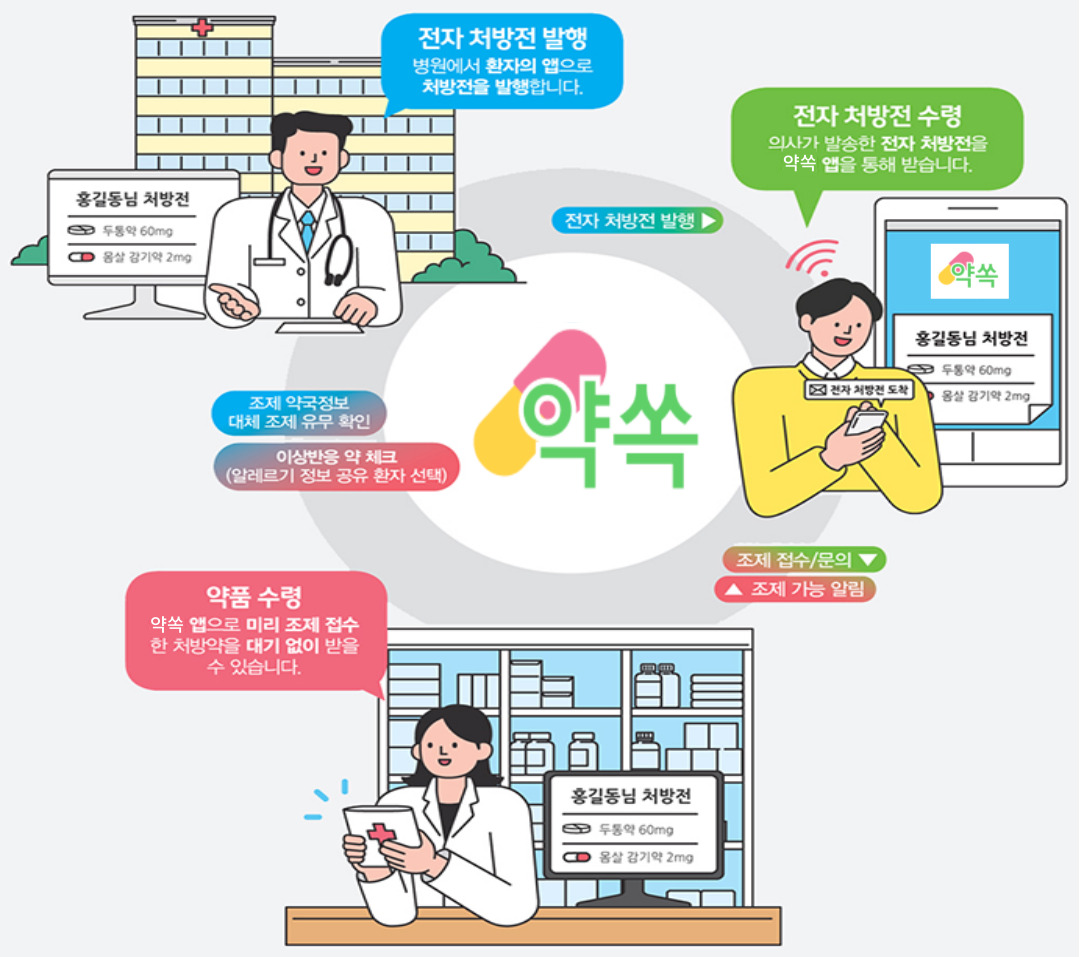 전자 처방전 발행
병원에서 환자의 앱으로
처방전을 발행합니다.
전자 처방전 수령
의사가 발송한 전자 처방전을
약쏙 앱을 통해 받습니다.
홍길동님 처방전
두통약 60mg
몸살 감기약 2mg
전자 처방전 발행 ▶
약쏙
홍길동님 처방전
두통약 60mg
몸살 감기약 2mg
전자 처방전 도착
약쏙
조제 약국정보
대체 조제 유무 확인
이상반응 약 체크
(알레르기 정보 공유 환자 선택)
조제 접수/문의 ▼
▲ 조제 가능 알림
약품 수령
약쏙 앱으로 미리 조제 접수
한 처방약을 대기 없이 받을
수 있습니다.
홍길동님 처방전
두통약 60mg
몸살 감기약 2mg